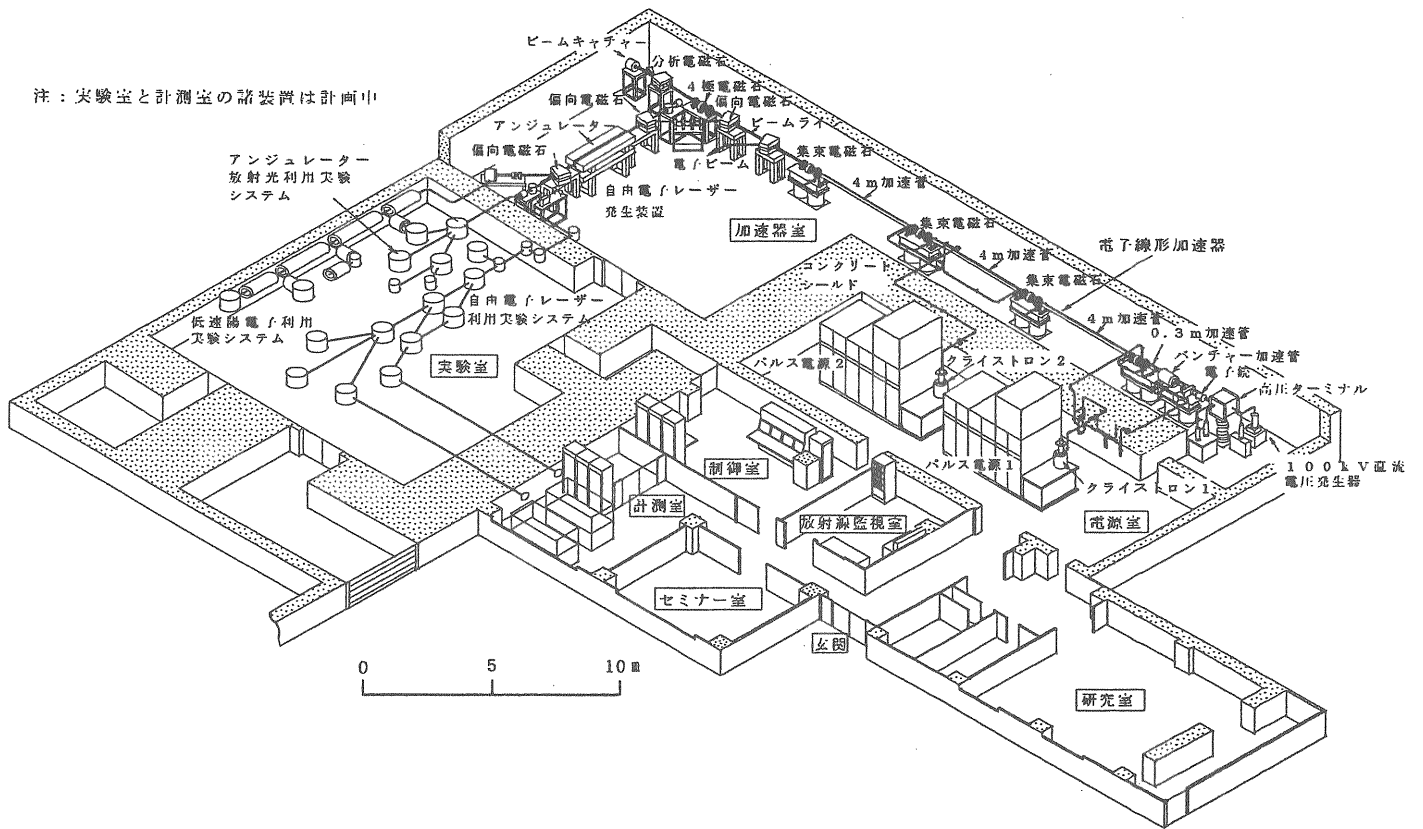 ビームキャッチャー
分析電磁石
4極電磁石
偏向電磁石
偏向電磁石
ビームライ
注：実験室と計測室の諸装置は計画中
アンジュレーター
偏向電磁石
電子ビーム
集束電磁石
アンジュレーター
放射光利用実験
システム
自由電子レーザー
発生装置
4m加速管
加速器室
集束電磁石
電子線形加速器
4m加速管
コンクリート
シールド
集束電磁石
自由電子レーザー
利用実験システム
低速陽電子利用
実験システム
4m加速管
0.3m加速管
実験室
パルス電源2
クライストロン2
バンチャー加速管
電子銃
高圧ターミナル
制御室
パルス電源1
クライストロン1
100kV直流
電圧発生器
計測室
放射線監視室
電源室
セミナー室
玄関
0 5 10m
研究室